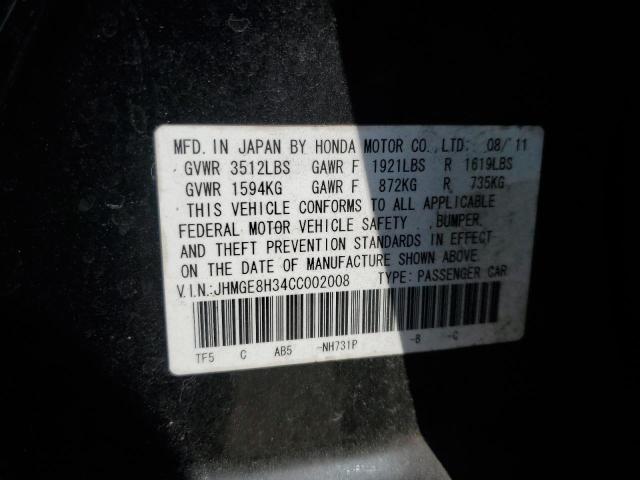 MFD. IN JAPAN BY HONDA MOTOR CO.,LTD. 08/ 11
GVWR 3512LBS GAWR F 1921LBS R 1619LBS
GVWR 1594KG GAWR F 872KG R 735KG
THIS VEHICLE CONFORMS TO ALL APPLICABLE
FEDERAL MOTOR VEHICLE SAFETY , BUMPER,
AND THEFT PREVENTION STANDARDS IN EFFECT
ON THE DATE OF MANUFACTURE SHOWN ABOVE.
V.I.N.:JHMGE8H34CC002008 TYPE: PASSENGER CAR
TF5 C AB5 -NH731P -B -C